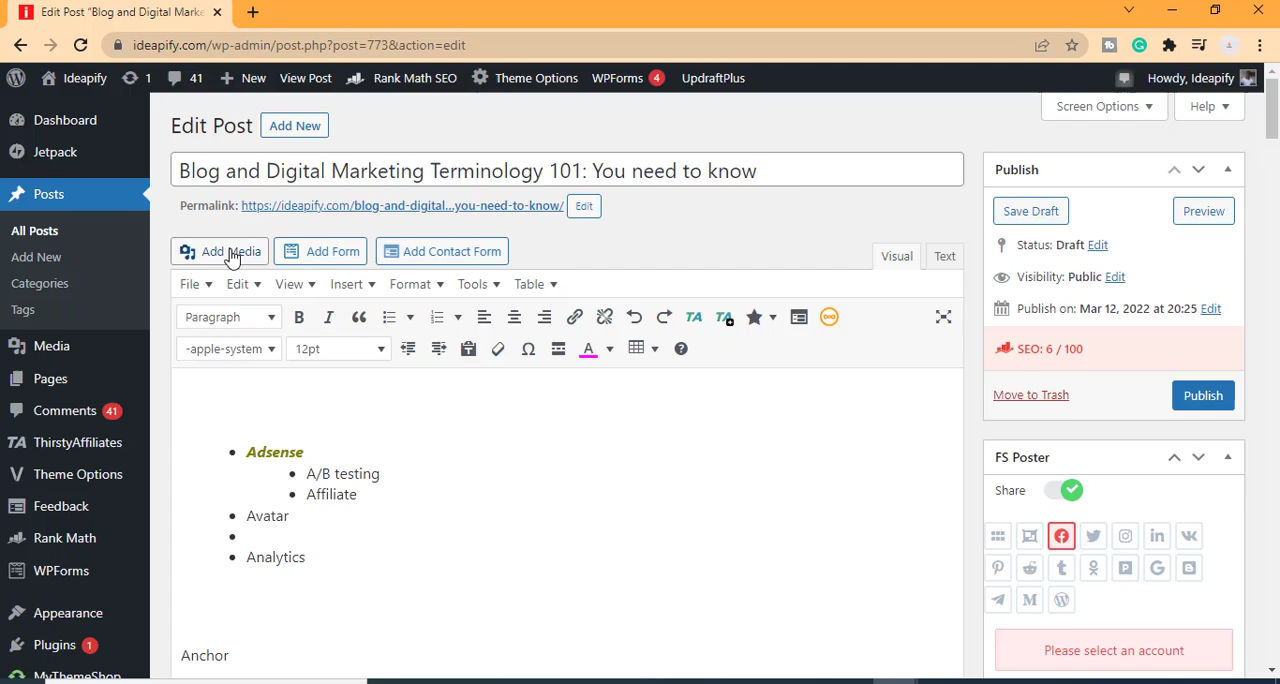 Edit Post "Blog and Digital Marke
ideapify.com/wp-admin/post.php?post=773&action=edit
Ideapify 1 41 New View Post Rank Math SEO Theme Options WPForms 4 UpdraftPlus Howdy, Ideapify
Screen Options Help
Dashboard
Jetpack
Posts
All Posts
Add New
Categories
Tags
Media
Pages
Comments 41
TA ThirstyAffiliates
Theme Options
Feedback
Rank Math
WPForms
Appearance
Plugins 1
MyThemeShop
Edit Post Add New
Blog and Digital Marketing Terminology 101: You need to know
Permalink: https://ideapify.com/blog-and-digital...you-need-to-know/ Edit
Add Media Add Form Add Contact Form
Visual Text
File Edit View Insert Format Tools Table
Paragraph B I TA TA
-apple-system 12pt A
Adsense
A/B testing
Affiliate
Avatar
Analytics
Anchor
Publish
Save Draft Preview
Status: Draft Edit
Visibility: Public Edit
Publish on: Mar 12, 2022 at 20:25 Edit
SEO: 6 / 100
Move to Trash Publish
FS Poster
Share
Please select an account